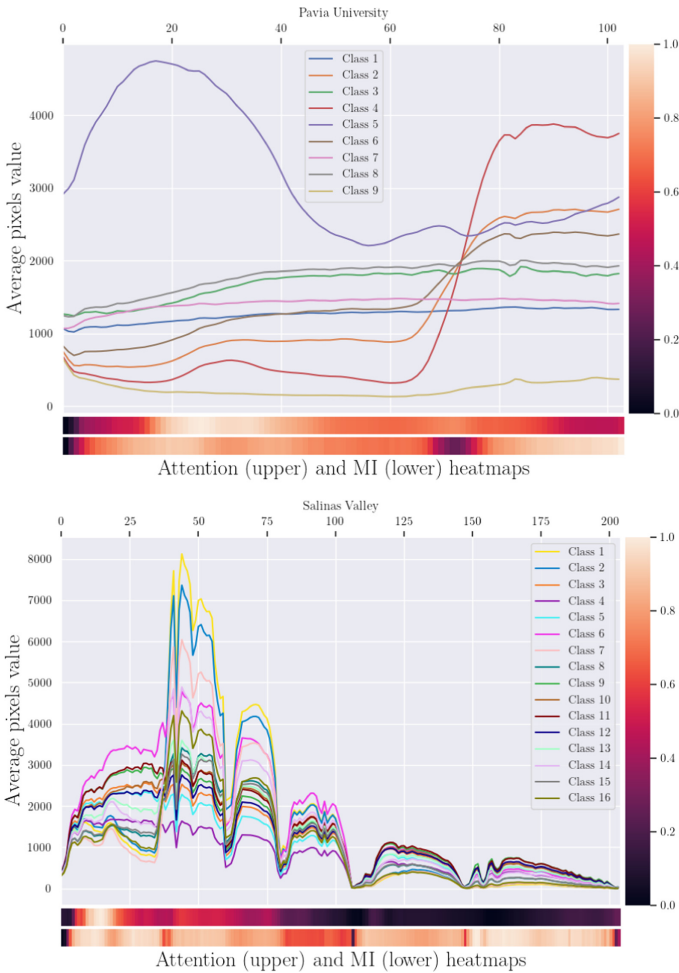 Pavia University
0 20 40 60 80 100
Average pixels value
4000
3000
2000
1000
0
Class 1
Class 2
Class 3
Class 4
Class 5
Class 6
Class 7
Class 8
Class 9
1.0
0.8
0.6
0.4
0.2
0.0
Attention (upper) and MI (lower) heatmaps
Salinas Valley
0 25 50 75 100 125 150 175 200
Average pixels value
8000
7000
6000
5000
4000
3000
2000
1000
0
Class 1
Class 2
Class 3
Class 4
Class 5
Class 6
Class 7
Class 8
Class 9
Class 10
Class 11
Class 12
Class 13
Class 14
Class 15
Class 16
1.0
0.8
0.6
0.4
0.2
0.0
Attention (upper) and MI (lower) heatmaps